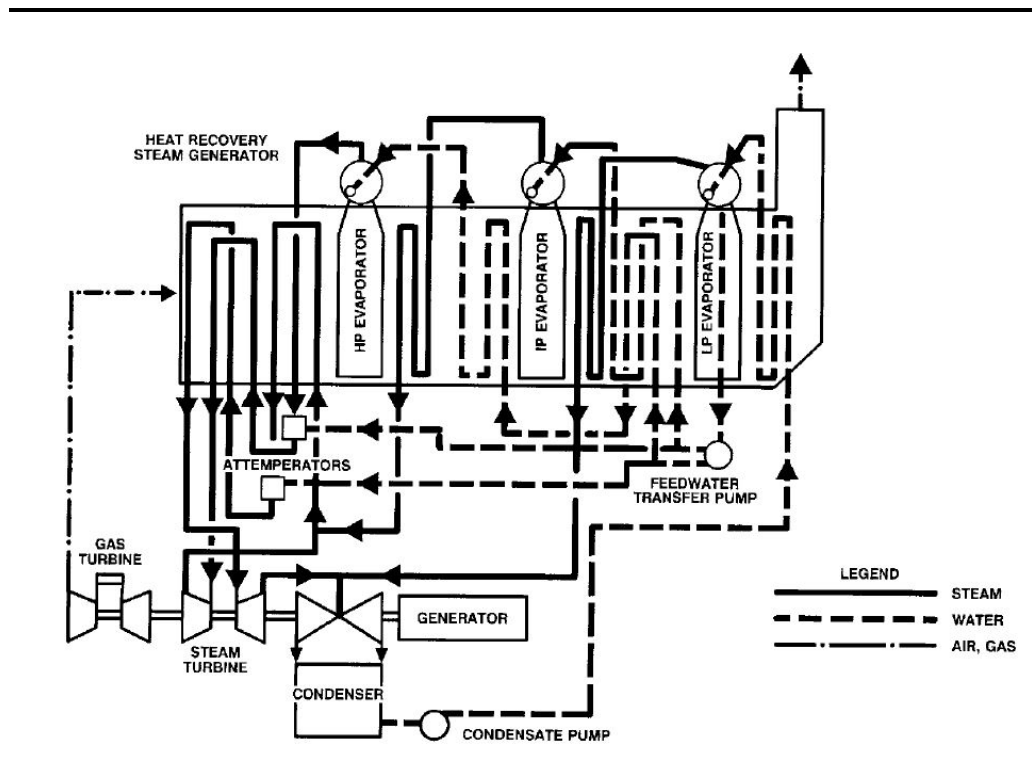 HEAT RECOVERY
STEAM GENERATOR
HP EVAPORATOR
IP EVAPORATOR
LP EVAPORATOR
ATTEMPERATORS
FEEDWATER
TRANSFER PUMP
GAS
TURBINE
STEAM
TURBINE
GENERATOR
CONDENSER
CONDENSATE PUMP
LEGEND
STEAM
WATER
AIR, GAS